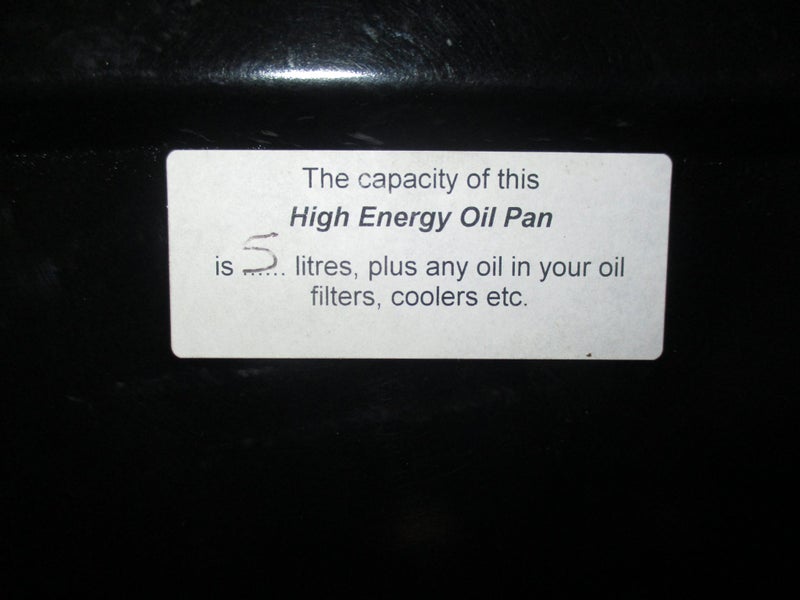 The capacity of this
High Energy Oil Pan
is ..5.... litres, plus any oil in your oil
filters, coolers etc.